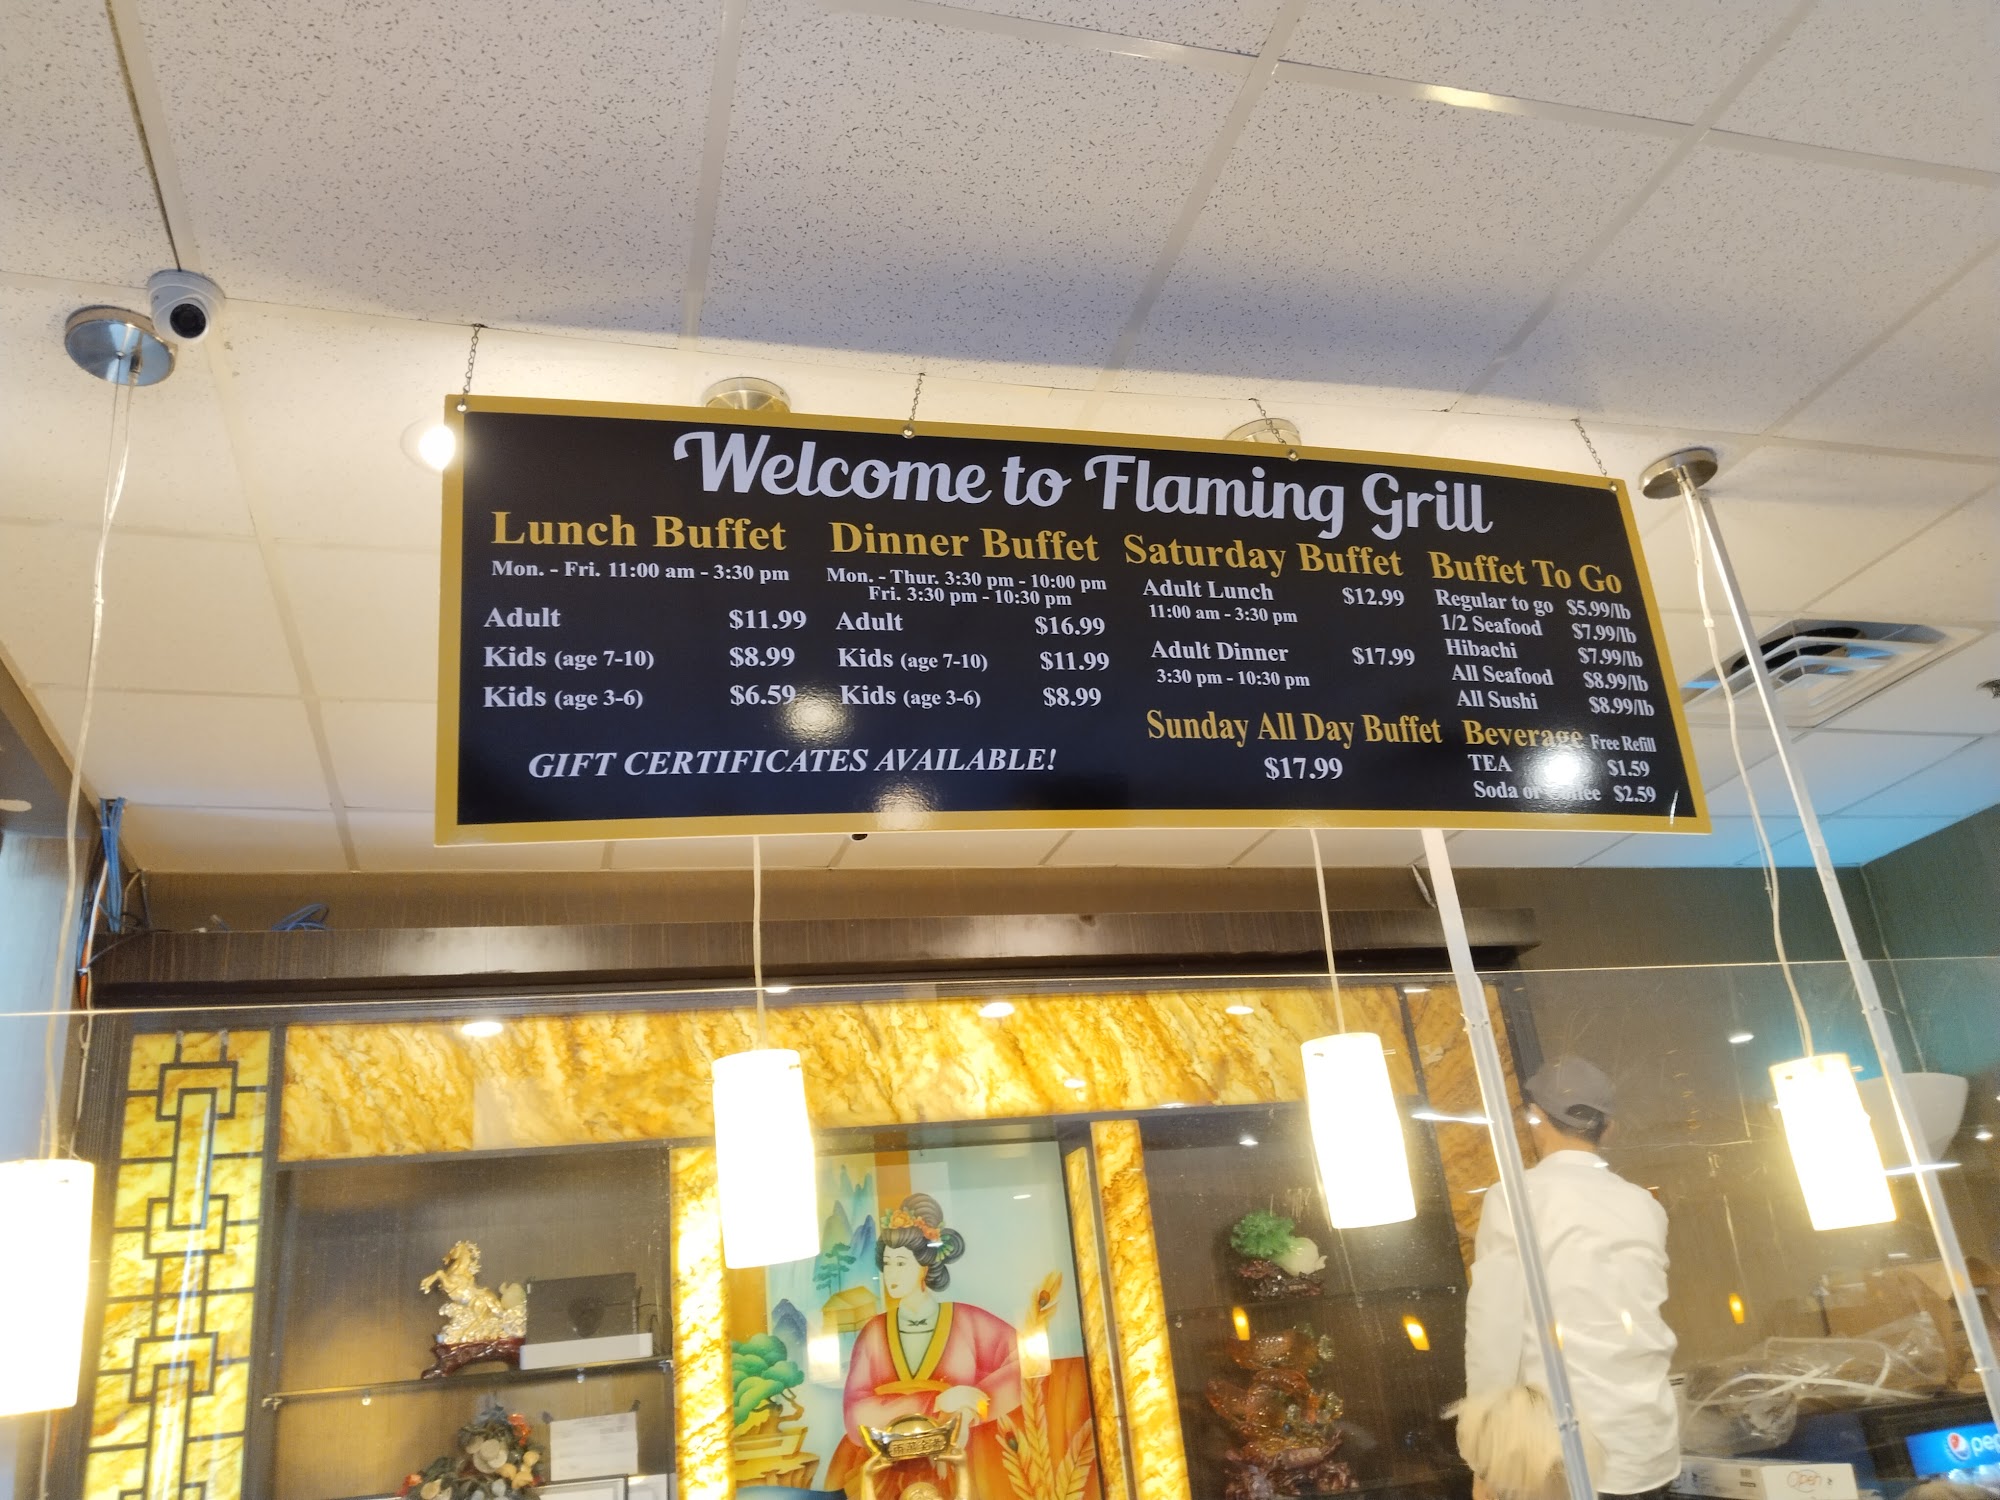 Welcome to Flaming Grill
Lunch Buffet
Mon. - Fri. 11:00 am - 3:30 pm
Adult $11.99
Kids (age 7-10) $8.99
Kids (age 3-6) $6.59
GIFT CERTIFICATES AVAILABLE!
Dinner Buffet
Mon. - Thur. 3:30 pm - 10:00 pm
Fri. 3:30 pm - 10:30 pm
Adult $16.99
Kids (age 7-10) $11.99
Kids (age 3-6) $8.99
Saturday Buffet
Adult Lunch $12.99
11:00 am - 3:30 pm
Adult Dinner $17.99
3:30 pm - 10:30 pm
Sunday All Day Buffet
$17.99
Buffet To Go
Regular to go $5.99/lb
1/2 Seafood $7.99/lb
Hibachi $7.99/lb
All Seafood $8.99/lb
All Sushi $8.99/lb
Beverage Free Refill
TEA $1.59
Soda or Coffee $2.59
Open